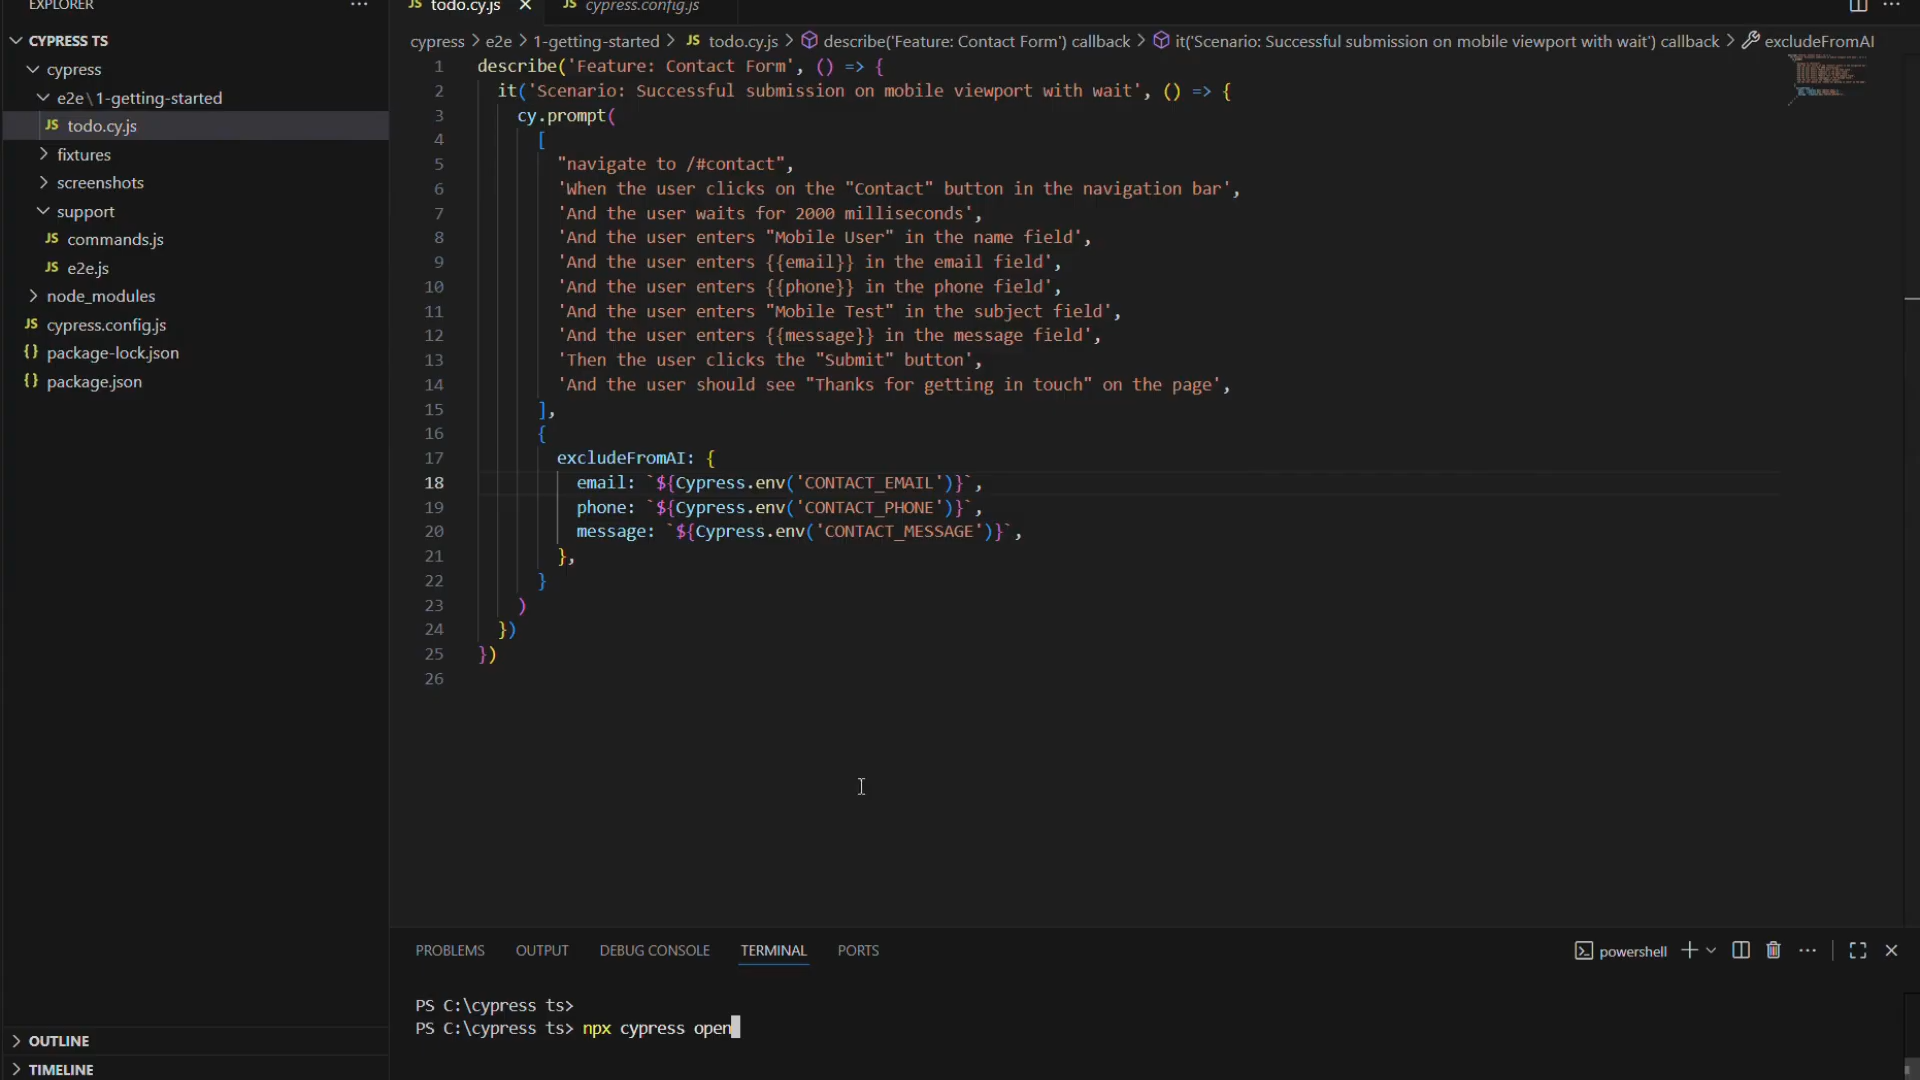 EXPLORER
CYPRESS TS
cypress
e2e\1-getting-started
JS todo.cy.js
fixtures
screenshots
support
JS commands.js
JS e2e.js
node_modules
JS cypress.config.js
{} package-lock.json
{} package.json
OUTLINE
TIMELINE
JS todo.cy.js
JS cypress.config.js
cypress > e2e > 1-getting-started > JS todo.cy.js > describe('Feature: Contact Form') callback > it('Scenario: Successful submission on mobile viewport with wait') callback > excludeFromAI
1 describe('Feature: Contact Form', () => {
2 it('Scenario: Successful submission on mobile viewport with wait', () => {
3 cy.prompt(
4 [
5 "navigate to /#contact",
6 'When the user clicks on the "Contact" button in the navigation bar',
7 'And the user waits for 2000 milliseconds',
8 'And the user enters "Mobile User" in the name field',
9 'And the user enters {{email}} in the email field',
10 'And the user enters {{phone}} in the phone field',
11 'And the user enters "Mobile Test" in the subject field',
12 'And the user enters {{message}} in the message field',
13 'Then the user clicks the "Submit" button',
14 'And the user should see "Thanks for getting in touch" on the page',
15 ],
16 {
17 excludeFromAI: {
18 email: `${Cypress.env('CONTACT_EMAIL')}`,
19 phone: `${Cypress.env('CONTACT_PHONE')}`,
20 message: `${Cypress.env('CONTACT_MESSAGE')}`,
21 },
22 }
23 )
24 })
25 })
26
PROBLEMS OUTPUT DEBUG CONSOLE TERMINAL PORTS
powershell
PS C:\cypress ts>
PS C:\cypress ts> npx cypress open